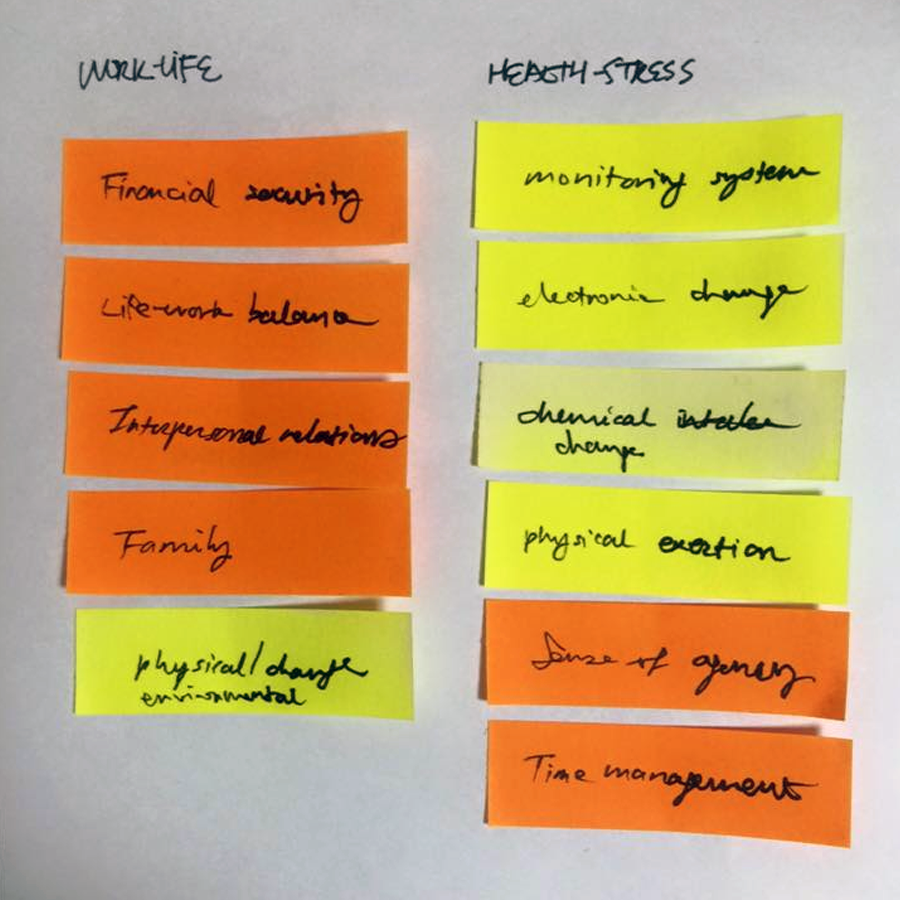 WORK-LIFE
Financial security
Life-work balance
Interpersonal relations
Family
physical/change
environmental
HEALTH-STRESS
monitoring system
electronic change
chemical intake
change
physical exertion
Sense of agency
Time management